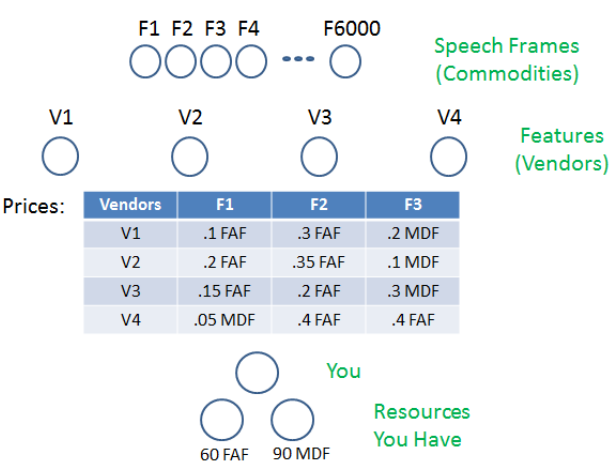 F1 F2 F3 F4 F6000
Speech Frames
(Commodities)
V1 V2 V3 V4
Features
(Vendors)
Prices:
Vendors F1 F2 F3
V1 .1 FAF .3 FAF .2 MDF
V2 .2 FAF .35 FAF .1 MDF
V3 .15 FAF .2 FAF .3 MDF
V4 .05 MDF .4 FAF .4 FAF
You
Resources
You Have
60 FAF 90 MDF